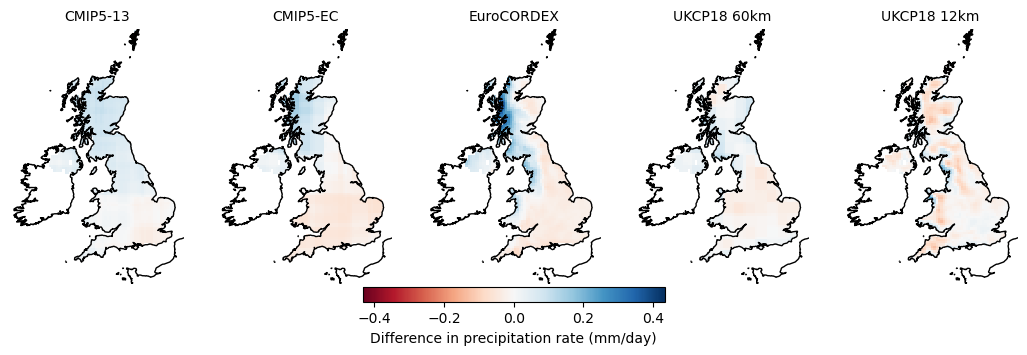 CMIP5-13 CMIP5-EC EuroCORDEX UKCP18 60km UKCP18 12km
−0.4 −0.2 0.0 0.2 0.4
Difference in precipitation rate (mm/day)